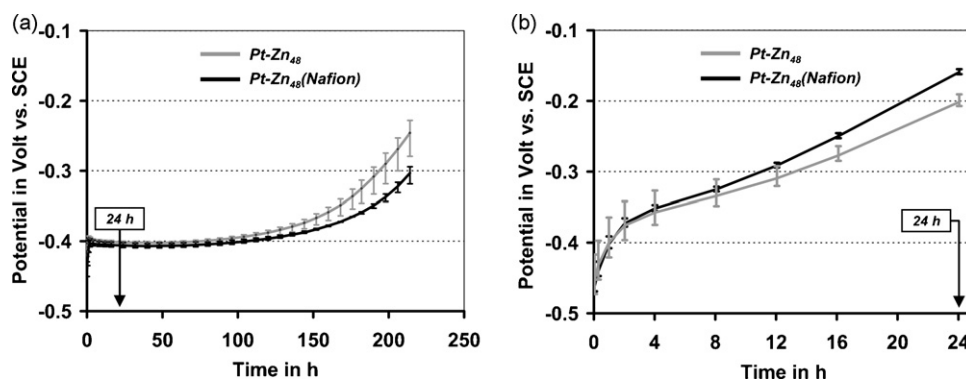 (a)
-0.1
-0.2
-0.3
-0.4
-0.5
Potential in Volt vs. SCE
Pt-Zn48
Pt-Zn48(Nafion)
24 h
0 50 100 150 200 250
Time in h
(b)
-0.1
-0.2
-0.3
-0.4
-0.5
Potential in Volt vs. SCE
Pt-Zn48
Pt-Zn48(Nafion)
24 h
0 4 8 12 16 20 24
Time in h